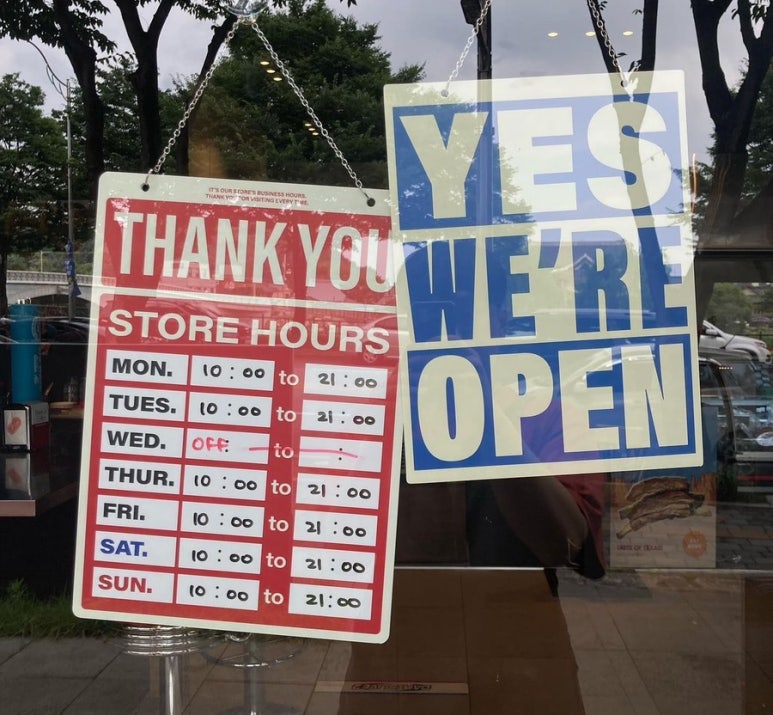 IT'S OUR STORE'S BUSINESS HOURS.
THANK YOU FOR VISITING EVERY TIME.
THANK YOU
STORE HOURS
MON. 10:00 to 21:00
TUES. 10:00 to 21:00
WED. OFF: to :
THUR. 10:00 to 21:00
FRI. 10:00 to 21:00
SAT. 10:00 to 21:00
SUN. 10:00 to 21:00
YES
WE'RE
OPEN